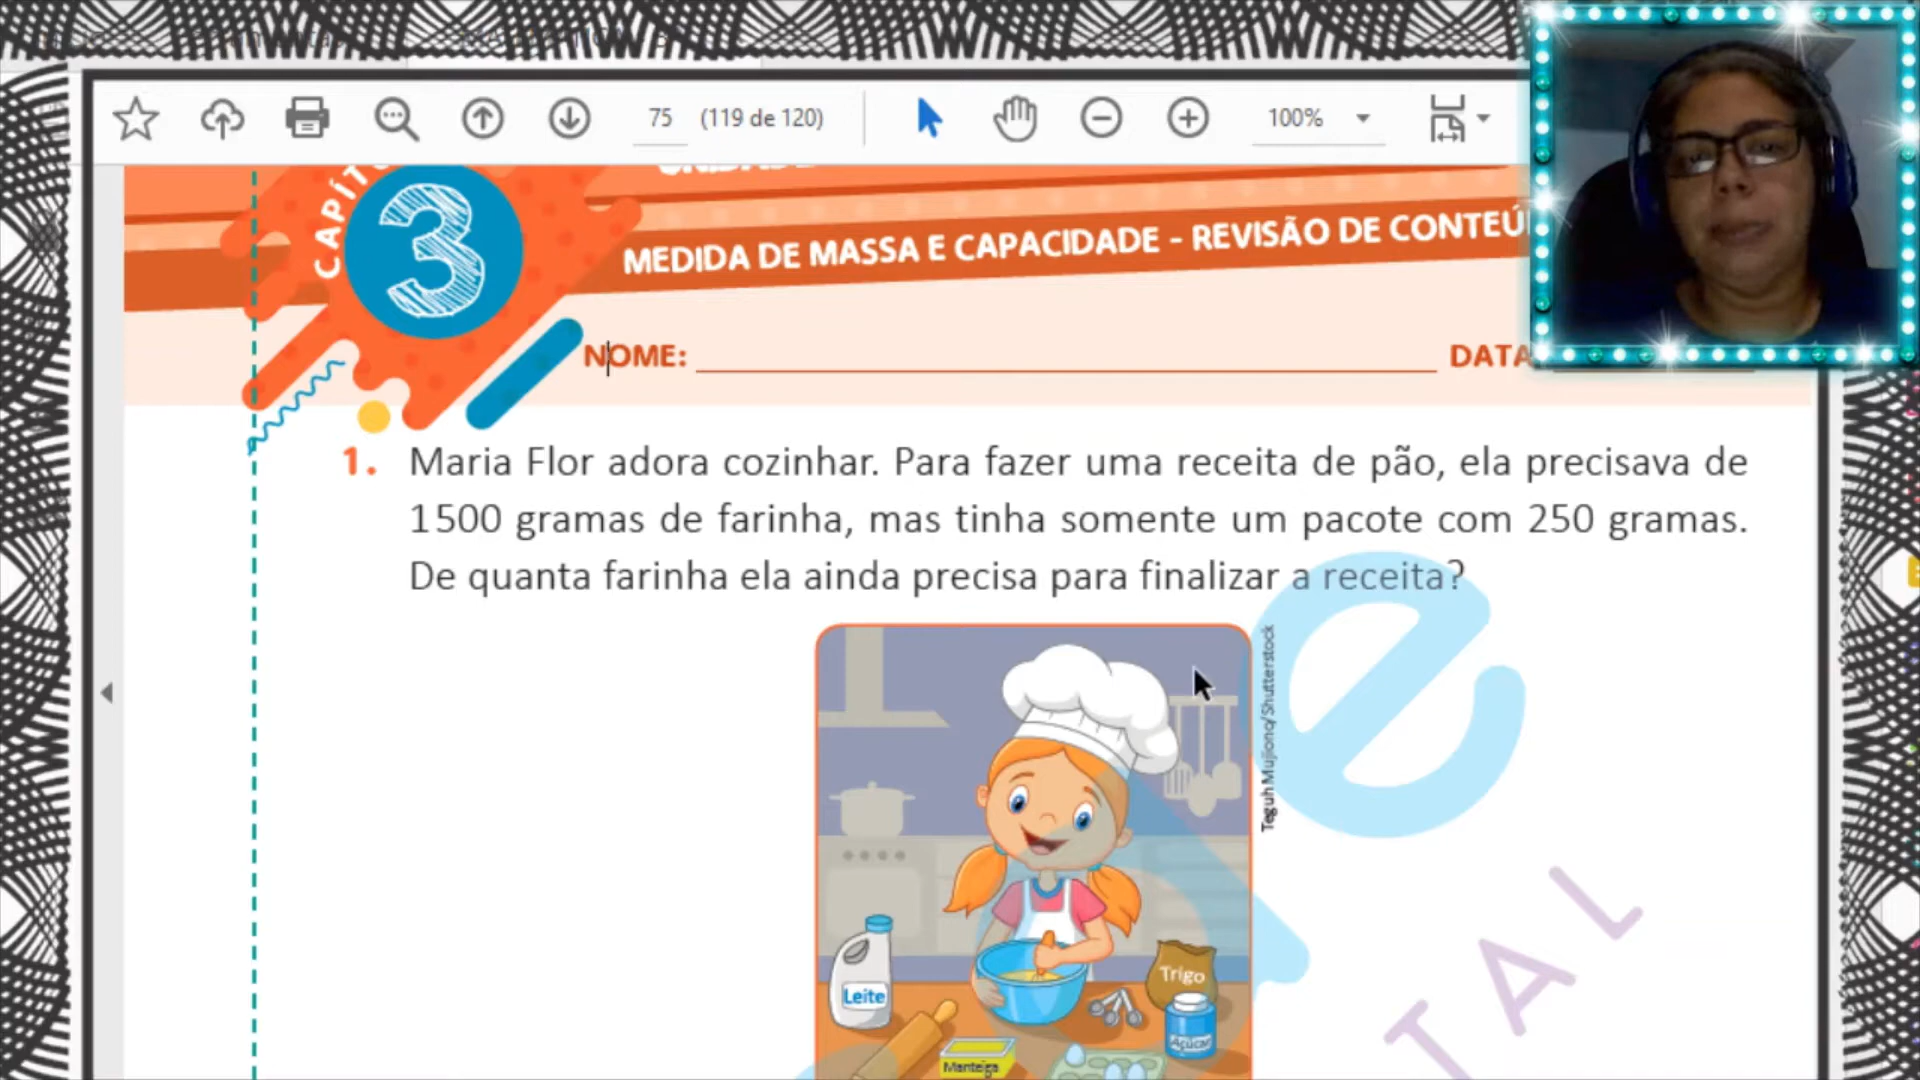 75 (119 de 120)
100%
3
MEDIDA DE MASSA E CAPACIDADE - REVISÃO DE CONTEÚ
NOME: DATA
1. Maria Flor adora cozinhar. Para fazer uma receita de pão, ela precisava de
1500 gramas de farinha, mas tinha somente um pacote com 250 gramas.
De quanta farinha ela ainda precisa para finalizar a receita?
Teguh Mujiono/Shutterstock
Trigo
Leite
Açúcar
Manteiga
e
TAL